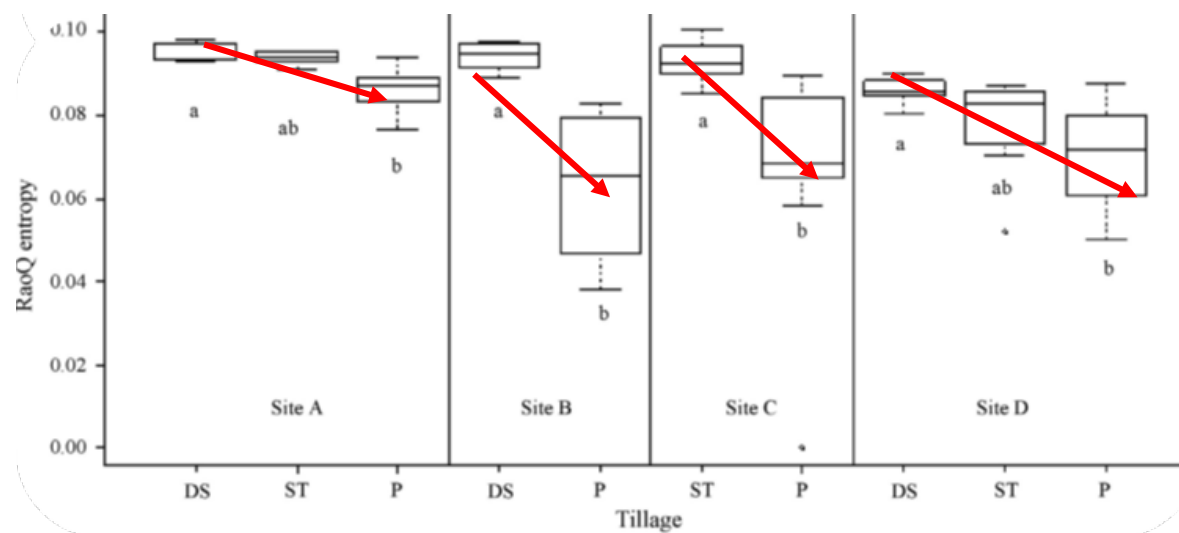 0.10
0.08
0.06
0.04
0.02
0.00
RaoQ entropy
a
ab
b
a
b
a
b
a
ab
b
Site A
Site B
Site C
Site D
DS ST P DS P ST P DS ST P
Tillage